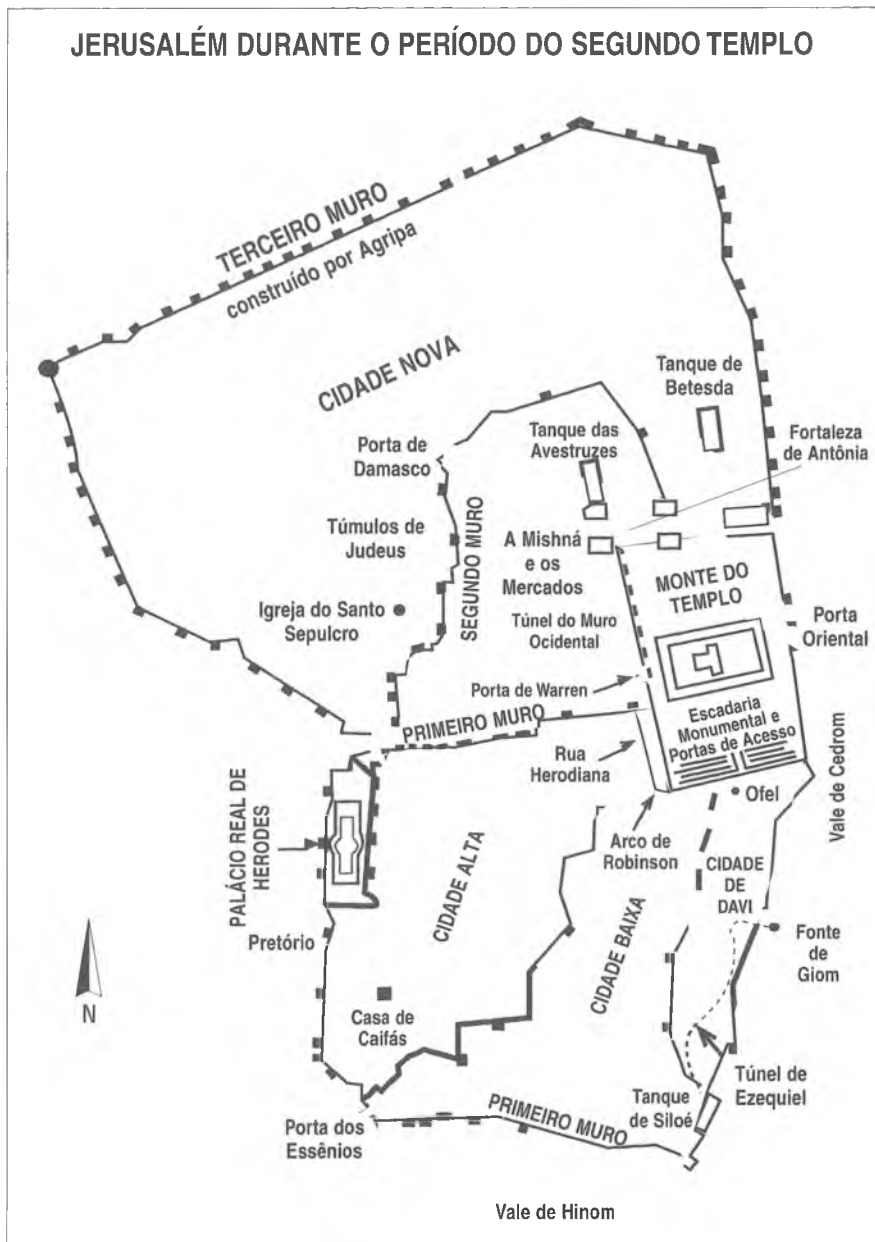 JERUSALÉM DURANTE O PERÍODO DO SEGUNDO TEMPLO
TERCEIRO MURO
construído por Agripa
CIDADE NOVA
Tanque de
Betesda
Porta de
Damasco
Tanque das
Avestruzes
Fortaleza
de Antônia
Túmulos de
Judeus
SEGUNDO MURO
A Mishná
e os
Mercados
MONTE DO
TEMPLO
Igreja do Santo
Sepulcro
Túnel do Muro
Ocidental
Porta
Oriental
Porta de Warren
PRIMEIRO MURO
Escadaria
Monumental e
Portas de Acesso
Rua
Herodiana
Vale de Cedrom
PALÁCIO REAL DE
HERODES
Ofel
Arco de
Robinson
CIDADE ALTA
CIDADE
DE
DAVI
CIDADE BAIXA
Pretório
Fonte
de
Giom
N
Casa de
Caifás
Túnel de
Ezequiel
Tanque
de Siloé
PRIMEIRO MURO
Porta dos
Essênios
Vale de Hinom